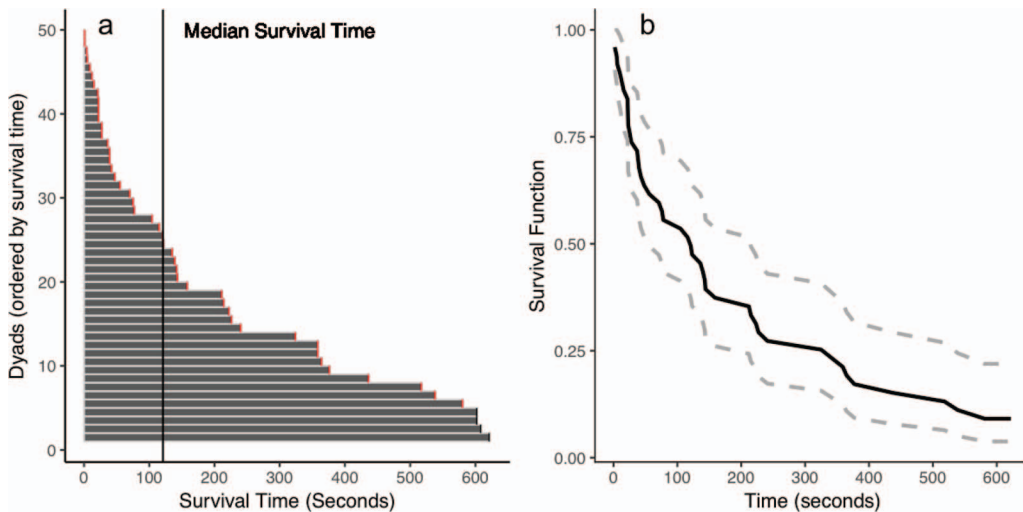 a
Median Survival Time
50
40
30
20
10
0
Dyads (ordered by survival time)
0 100 200 300 400 500 600
Survival Time (Seconds)
b
1.00
0.75
0.50
0.25
0.00
Survival Function
0 100 200 300 400 500 600
Time (seconds)